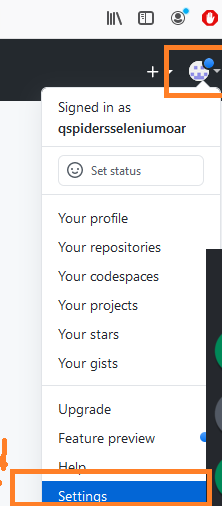 Signed in as
qspidersseleniumoar
Set status
Your profile
Your repositories
Your codespaces
Your projects
Your stars
Your gists
Upgrade
Feature preview
Help
Settings